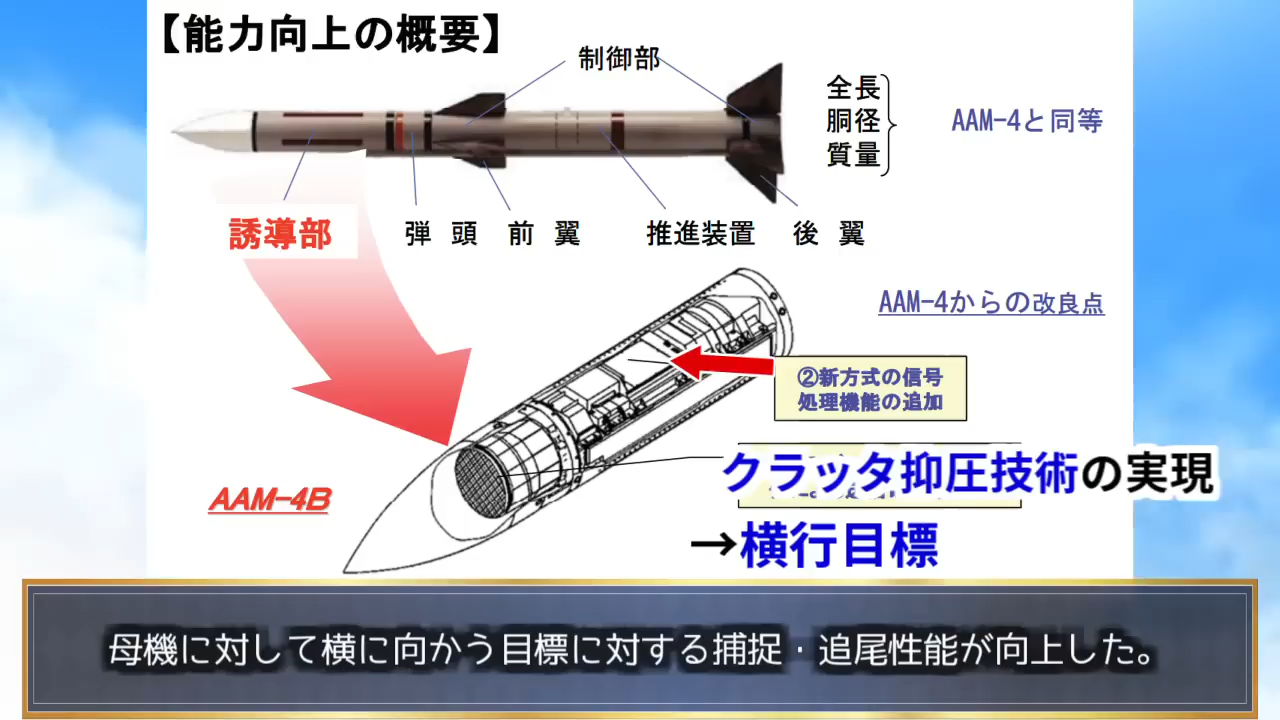 【能力向上の概要】
制御部
全長
胴径
質量
AAM-4と同等
誘導部
弾頭
前翼
推進装置
後翼
AAM-4からの改良点
②新方式の信号
処理機能の追加
クラッタ抑圧技術の実現
AAM-4B
→横行目標
母機に対して横に向かう目標に対する捕捉・追尾性能が向上した。